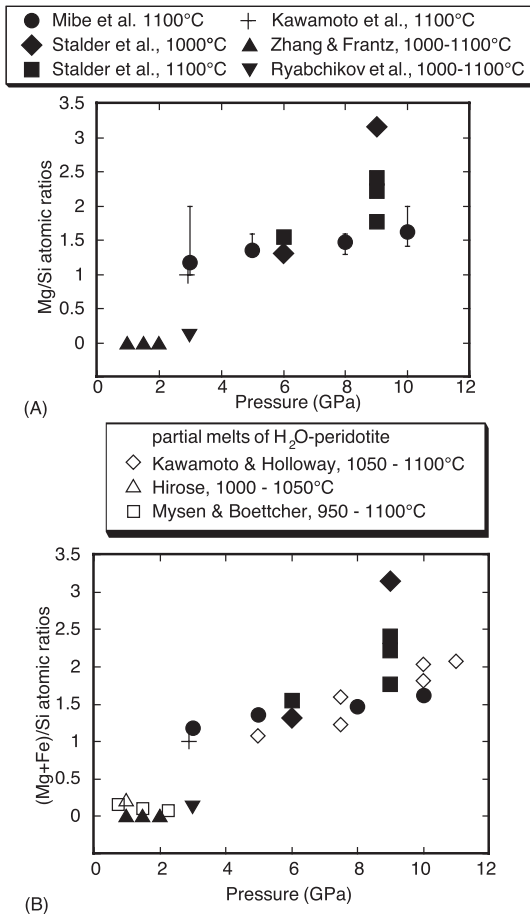 Mibe et al. 1100°C
Kawamoto et al., 1100°C
Stalder et al., 1000°C
Zhang & Frantz, 1000-1100°C
Stalder et al., 1100°C
Ryabchikov et al., 1000-1100°C
3.5
3
2.5
2
1.5
1
0.5
0
Mg/Si atomic ratios
0 2 4 6 8 10 12
Pressure (GPa)
(A)
partial melts of H₂O-peridotite
Kawamoto & Holloway, 1050 - 1100°C
Hirose, 1000 - 1050°C
Mysen & Boettcher, 950 - 1100°C
3.5
3
2.5
2
1.5
1
0.5
0
(Mg+Fe)/Si atomic ratios
0 2 4 6 8 10 12
Pressure (GPa)
(B)